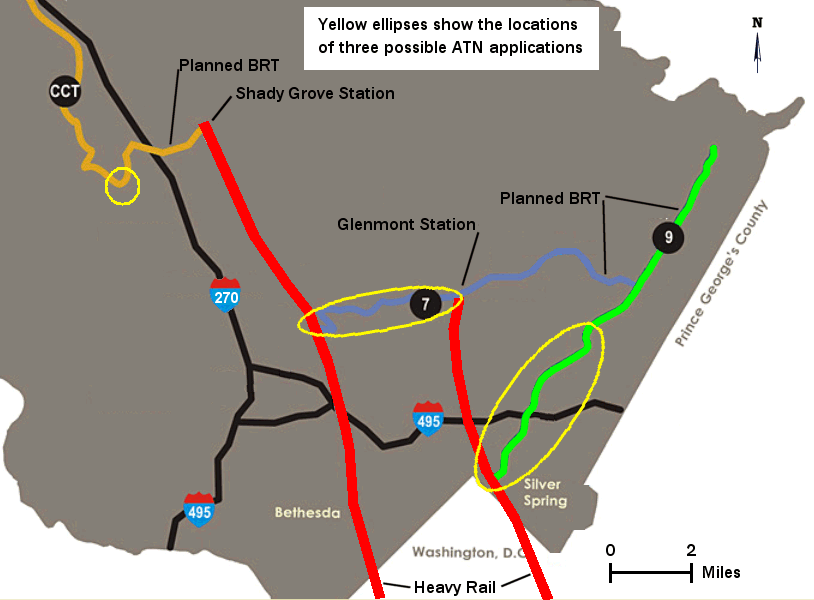 Yellow ellipses show the locations
of three possible ATN applications
N
Planned BRT
CCT
Shady Grove Station
Planned BRT
Glenmont Station
9
Prince George's County
270
7
495
495
Silver
Spring
Bethesda
Washington, D.C
0 2
Miles
Heavy Rail